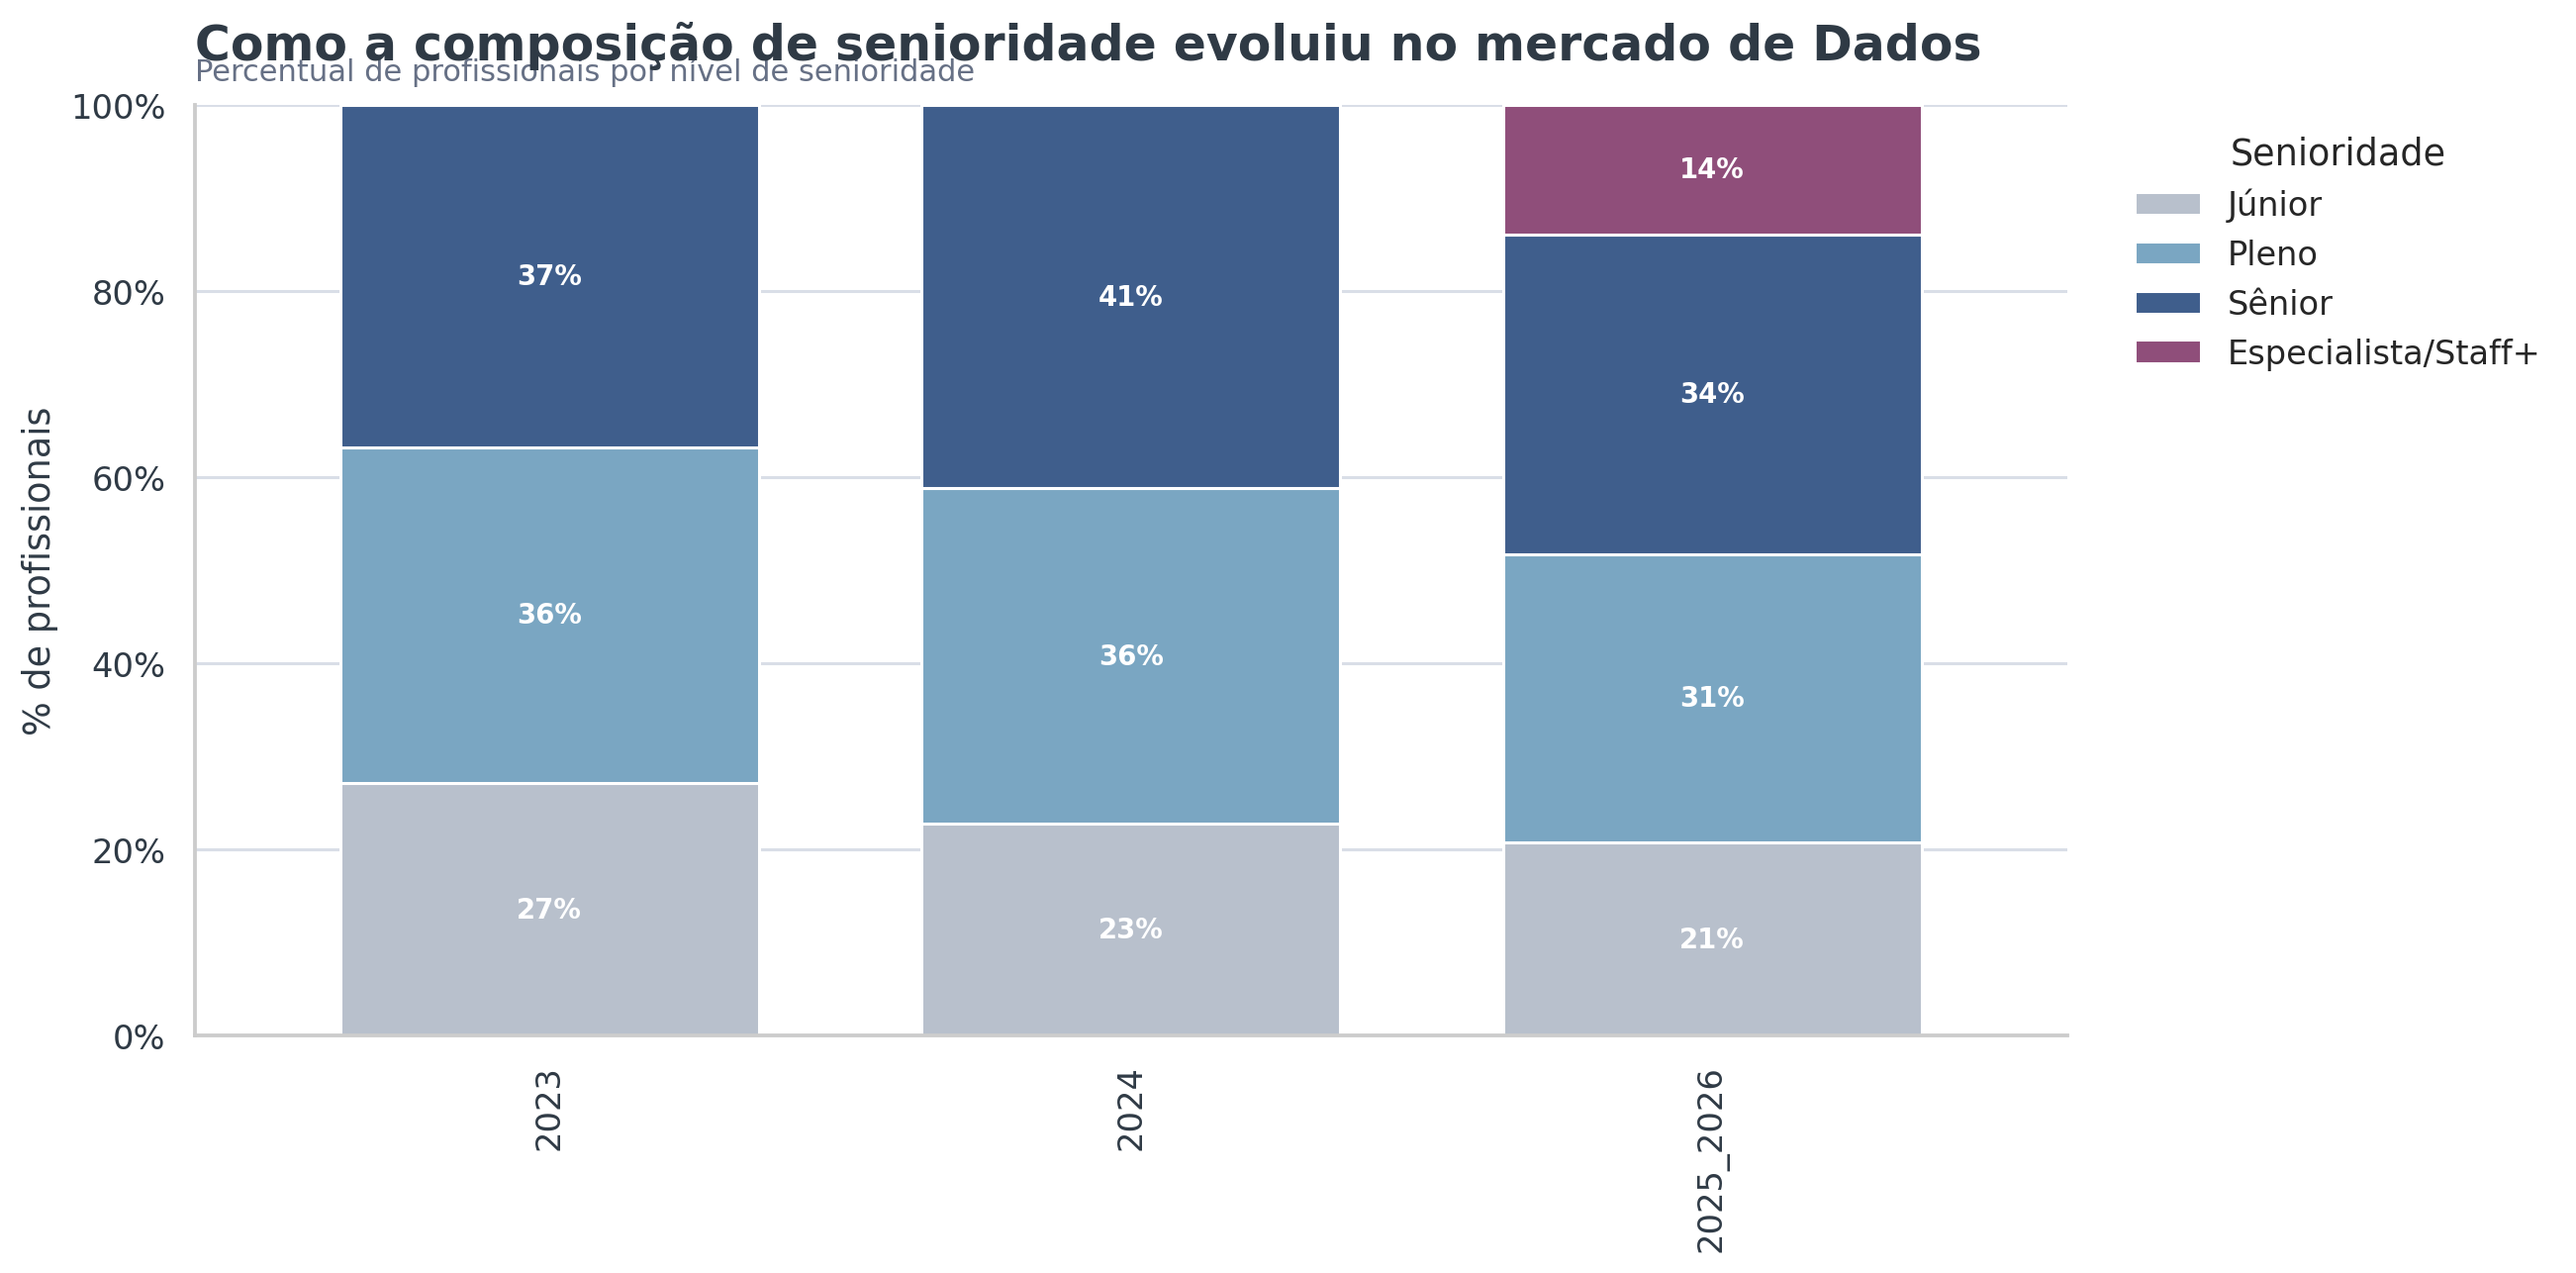 Como a composição de senioridade evoluiu no mercado de Dados
Percentual de profissionais por nível de senioridade
% de profissionais
100%
80%
60%
40%
20%
0%
37%
36%
27%
41%
36%
23%
14%
34%
31%
21%
2023
2024
2025_2026
Senioridade
Júnior
Pleno
Sênior
Especialista/Staff+